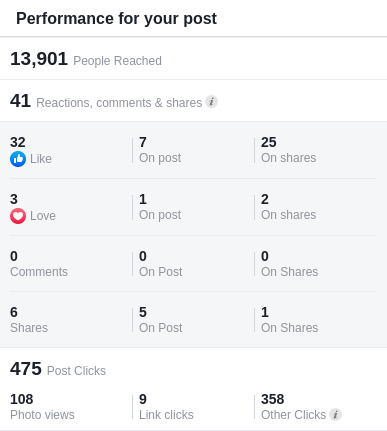 Performance for your post
13,901 People Reached
41 Reactions, comments & shares i
32 7 25
Like On post On shares
3 1 2
Love On post On shares
0 0 0
Comments On Post On Shares
6 5 1
Shares On Post On Shares
475 Post Clicks
108 9 358
Photo views Link clicks Other Clicks i